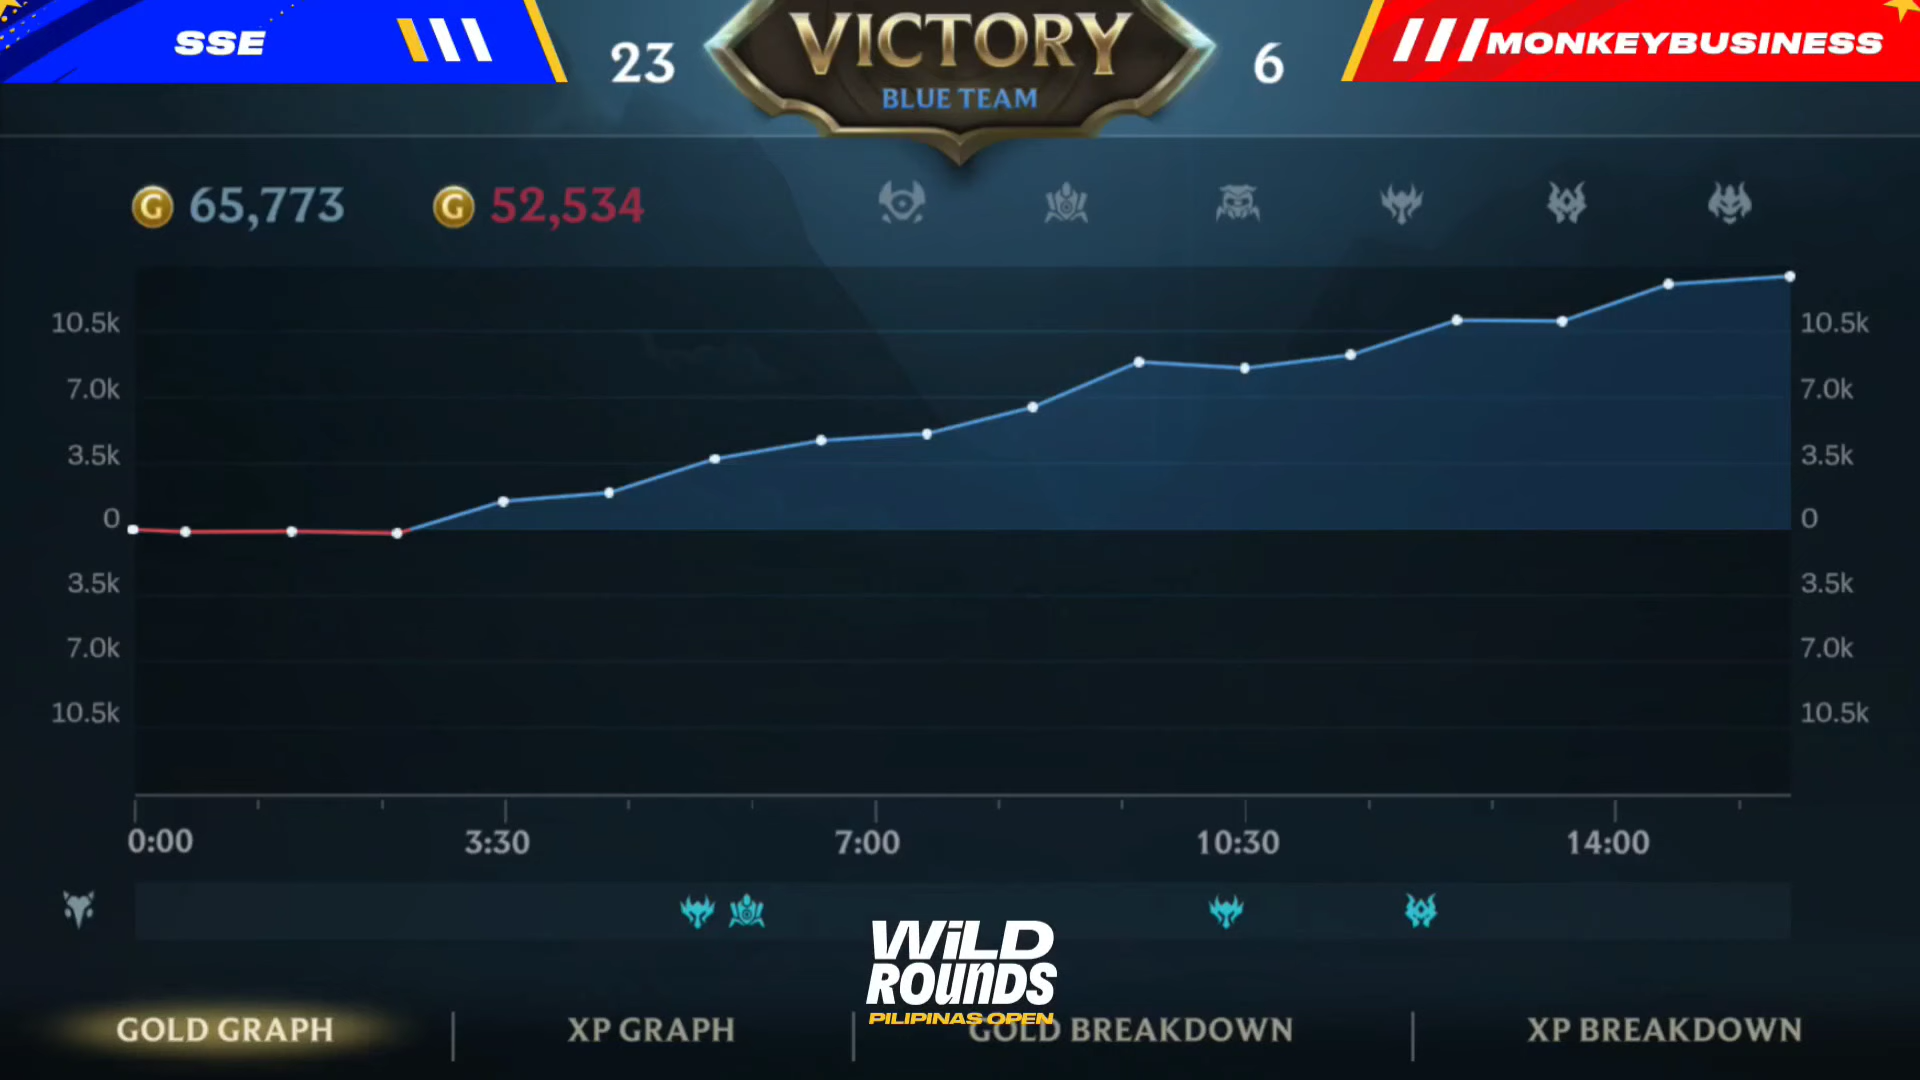 SSE
23
VICTORY
BLUE TEAM
6
MONKEYBUSINESS
G 65,773
G 52,534
10.5k
10.5k
7.0k
7.0k
3.5k
3.5k
0
0
3.5k
3.5k
7.0k
7.0k
10.5k
10.5k
0:00
3:30
7:00
10:30
14:00
WiLD
ROUNDS
PILIPINAS OPEN
GOLD GRAPH
XP GRAPH
GOLD BREAKDOWN
XP BREAKDOWN